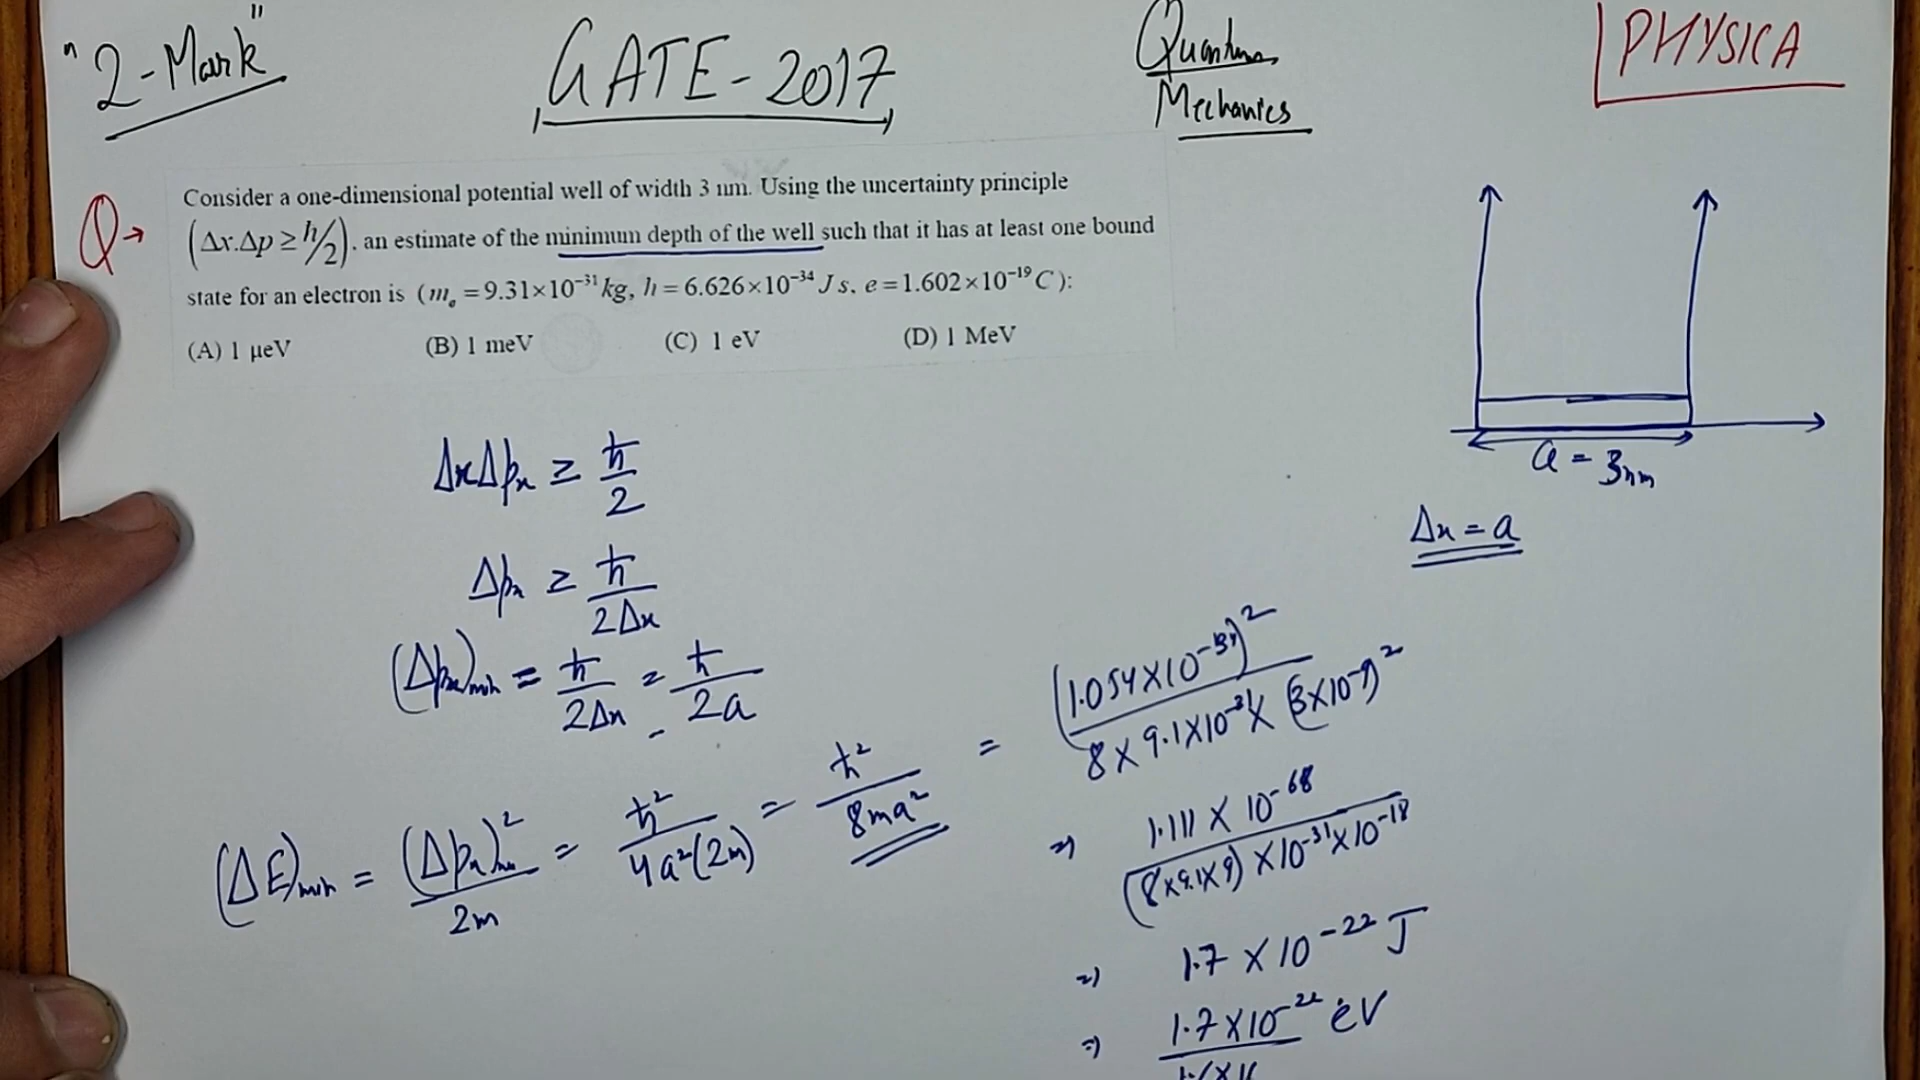 "2-Mark"
GATE-2017
Quantum
Mechanics
PHYSICA
Q→
Consider a one-dimensional potential well of width 3 nm. Using the uncertainty principle
(Δx.Δp ≥ ħ/2), an estimate of the minimum depth of the well such that it has at least one bound
state for an electron is (mₑ = 9.31×10⁻³¹ kg, h = 6.626×10⁻³⁴ J s, e = 1.602×10⁻¹⁹ C):
(A) 1 μeV (B) 1 meV (C) 1 eV (D) 1 MeV
a = 3nm
Δx = a
ΔxΔpₓ ≥ ħ/2
Δpₓ ≥ ħ/2Δx
(Δpₓ)min = ħ/2Δx = ħ/2a
(ΔE)min = (Δpₓ)²min/2m = ħ²/4a²(2m) = ħ²/8ma²
= (1.054×10⁻³⁴)²/8×9.1×10⁻³¹×(3×10⁻⁹)²
⇒ 1.111×10⁻⁶⁸/(8×9.1×9)×10⁻³¹×10⁻¹⁸
⇒ 1.7×10⁻²² J
⇒ 1.7×10⁻²² eV